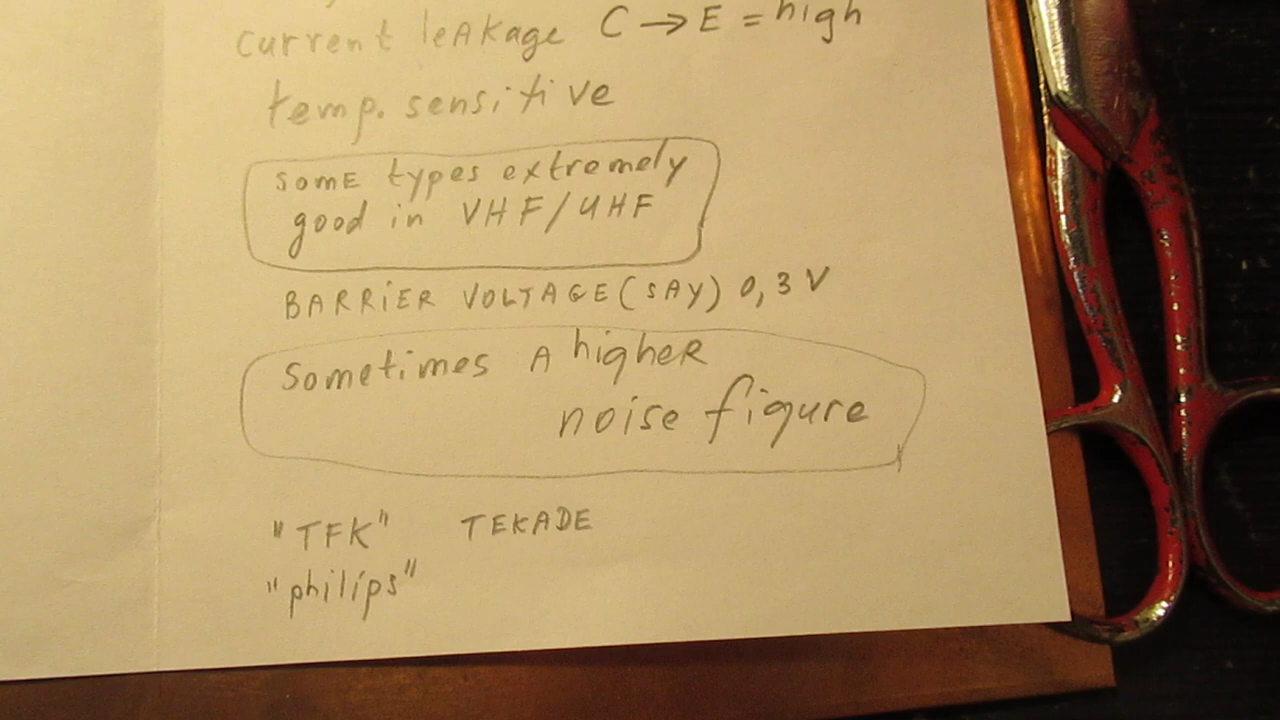 current leAkage C → E = high
temp. sensitive
somE types extremely
good in VHF/UHF
BARRiER VOLTAGE (SAY) 0,3 V
Sometimes A higheR
noise figure
"TFK" TEKADE
"philips"